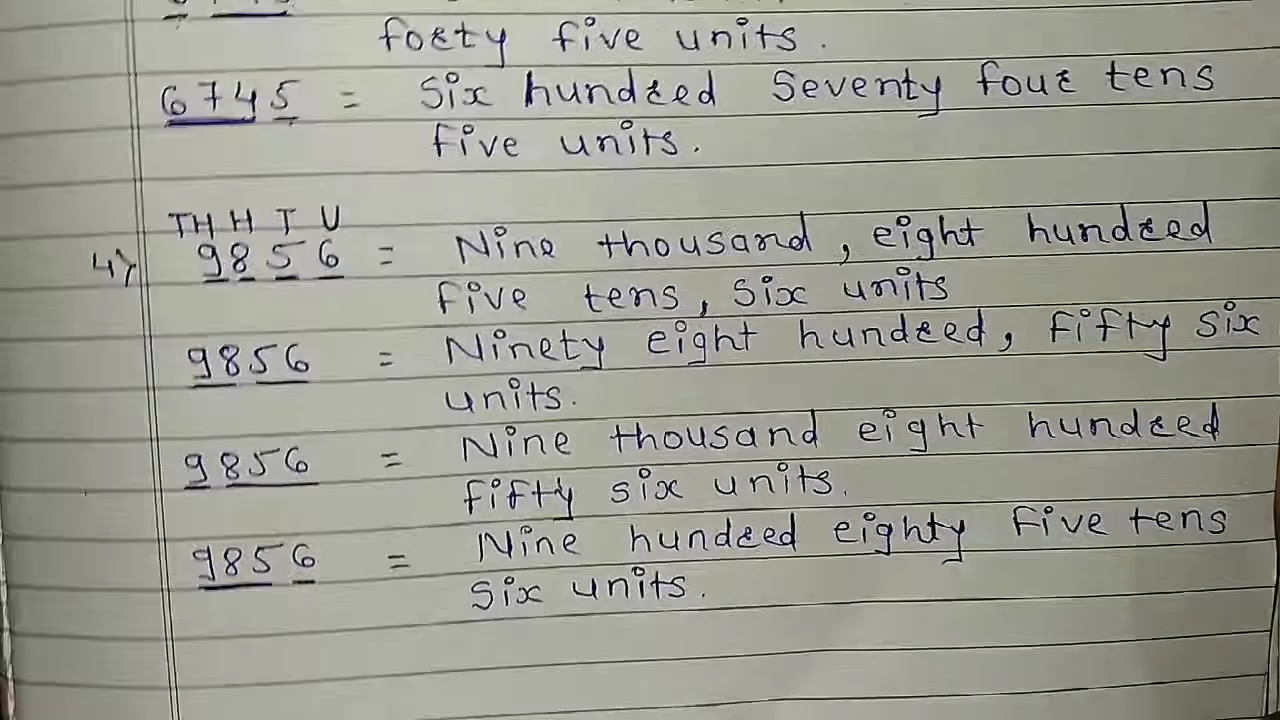 forty five units.
6745 = Six hundred Seventy four tens
five units.
TH H T U
4) 9856 = Nine thousand, eight hundred
five tens, six units
9856 = Ninety eight hundred, fifty six
units.
9856 = Nine thousand eight hundred
fifty six units.
9856 = Nine hundred eighty five tens
six units.